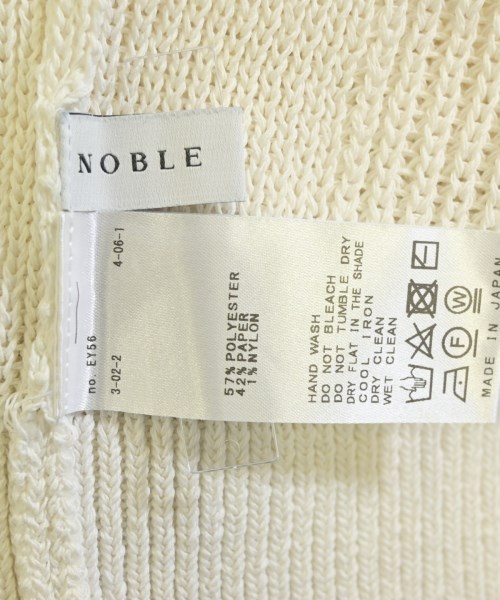 NOBLE
no. EY56
3-02-2
4-06-1
57% POLYESTER
42% PAPER
1% NYLON
HAND WASH
DO NOT BLEACH
DO NOT TUMBLE DRY
DRY FLAT IN THE SHADE
COOL IRON
DRY CLEAN
WET CLEAN
F W
MADE IN JAPAN